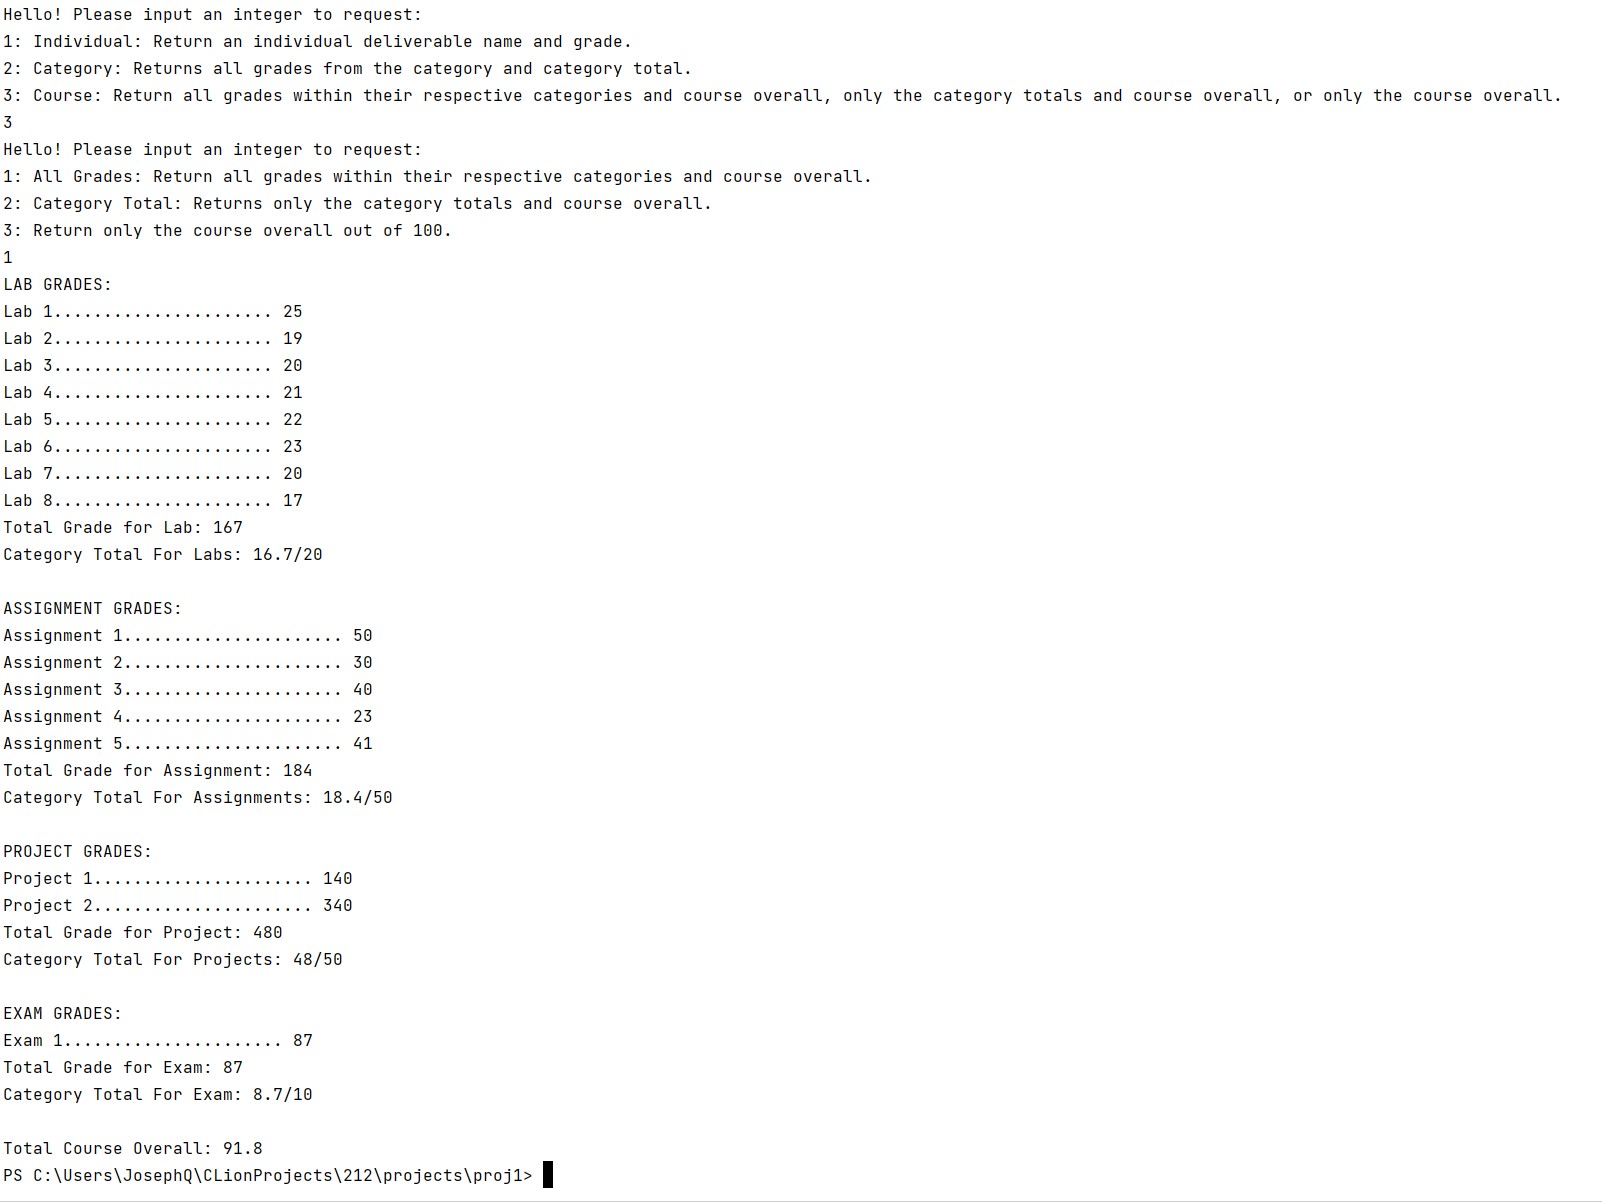 Hello! Please input an integer to request:
1: Individual: Return an individual deliverable name and grade.
2: Category: Returns all grades from the category and category total.
3: Course: Return all grades within their respective categories and course overall, only the category totals and course overall, or only the course overall.
3
Hello! Please input an integer to request:
1: All Grades: Return all grades within their respective categories and course overall.
2: Category Total: Returns only the category totals and course overall.
3: Return only the course overall out of 100.
1
LAB GRADES:
Lab 1...................... 25
Lab 2...................... 19
Lab 3...................... 20
Lab 4...................... 21
Lab 5...................... 22
Lab 6...................... 23
Lab 7...................... 20
Lab 8...................... 17
Total Grade for Lab: 167
Category Total For Labs: 16.7/20
ASSIGNMENT GRADES:
Assignment 1...................... 50
Assignment 2...................... 30
Assignment 3...................... 40
Assignment 4...................... 23
Assignment 5...................... 41
Total Grade for Assignment: 184
Category Total For Assignments: 18.4/50
PROJECT GRADES:
Project 1...................... 140
Project 2...................... 340
Total Grade for Project: 480
Category Total For Projects: 48/50
EXAM GRADES:
Exam 1...................... 87
Total Grade for Exam: 87
Category Total For Exam: 8.7/10
Total Course Overall: 91.8
PS C:\Users\JosephQ\CLionProjects\212\projects\proj1>